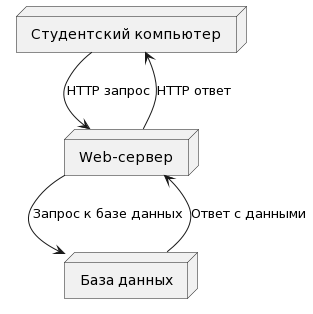 Студентский компьютер
HTTP запрос
HTTP ответ
Web-сервер
Запрос к базе данных
Ответ с данными
База данных